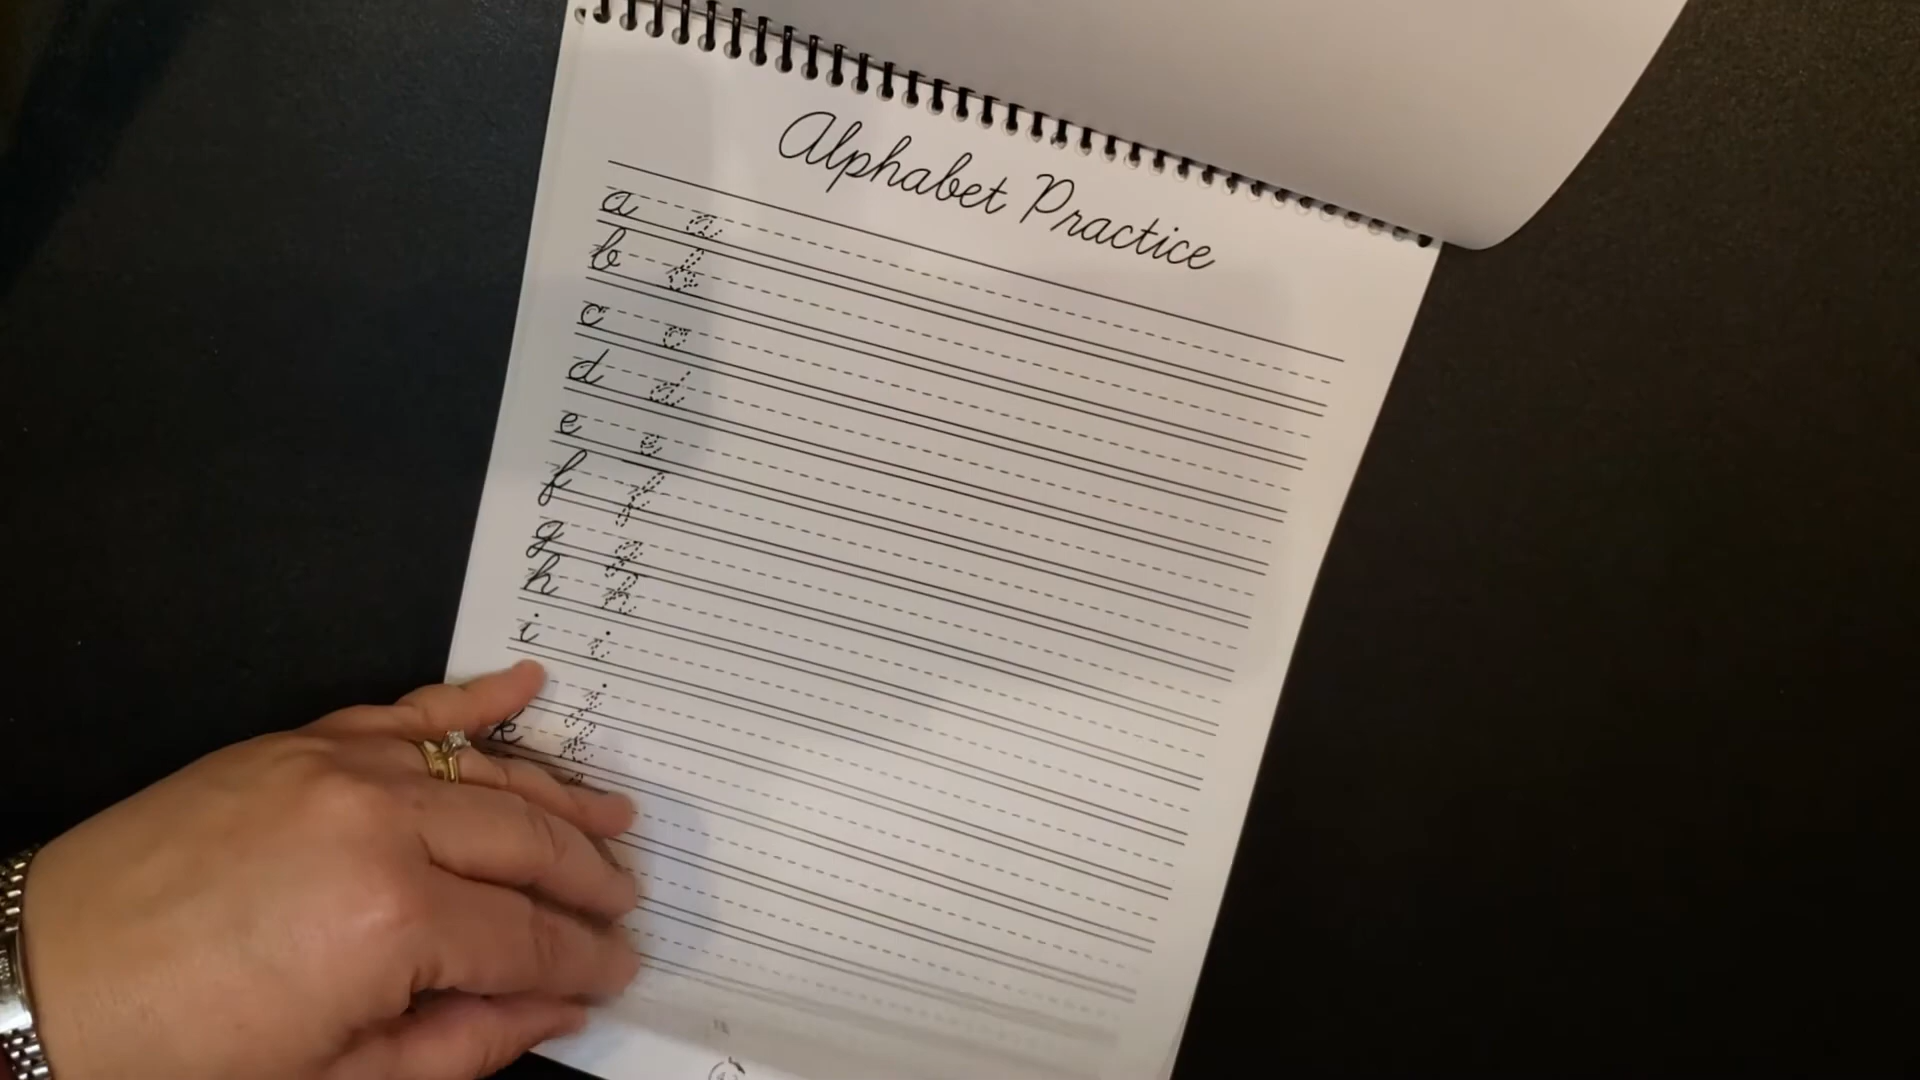 Alphabet Practice
a a
b b
c c
d d
e e
f f
g g
h h
i i
j
k k